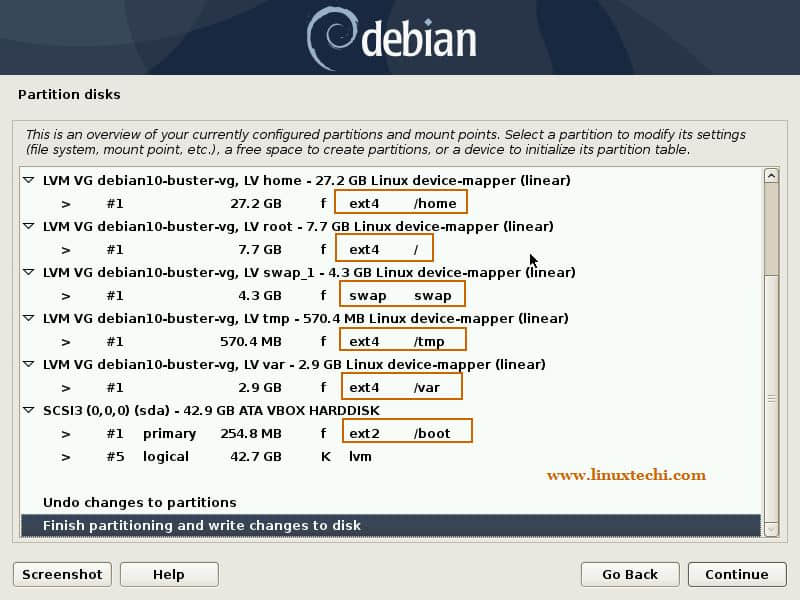 debian
Partition disks
This is an overview of your currently configured partitions and mount points. Select a partition to modify its settings
(file system, mount point, etc.), a free space to create partitions, or a device to initialize its partition table.
LVM VG debian10-buster-vg, LV home - 27.2 GB Linux device-mapper (linear)
> #1 27.2 GB f ext4 /home
LVM VG debian10-buster-vg, LV root - 7.7 GB Linux device-mapper (linear)
> #1 7.7 GB f ext4 /
LVM VG debian10-buster-vg, LV swap_1 - 4.3 GB Linux device-mapper (linear)
> #1 4.3 GB f swap swap
LVM VG debian10-buster-vg, LV tmp - 570.4 MB Linux device-mapper (linear)
> #1 570.4 MB f ext4 /tmp
LVM VG debian10-buster-vg, LV var - 2.9 GB Linux device-mapper (linear)
> #1 2.9 GB f ext4 /var
SCSI3 (0,0,0) (sda) - 42.9 GB ATA VBOX HARDDISK
> #1 primary 254.8 MB f ext2 /boot
> #5 logical 42.7 GB K lvm
www.linuxtechi.com
Undo changes to partitions
Finish partitioning and write changes to disk
Screenshot Help Go Back Continue